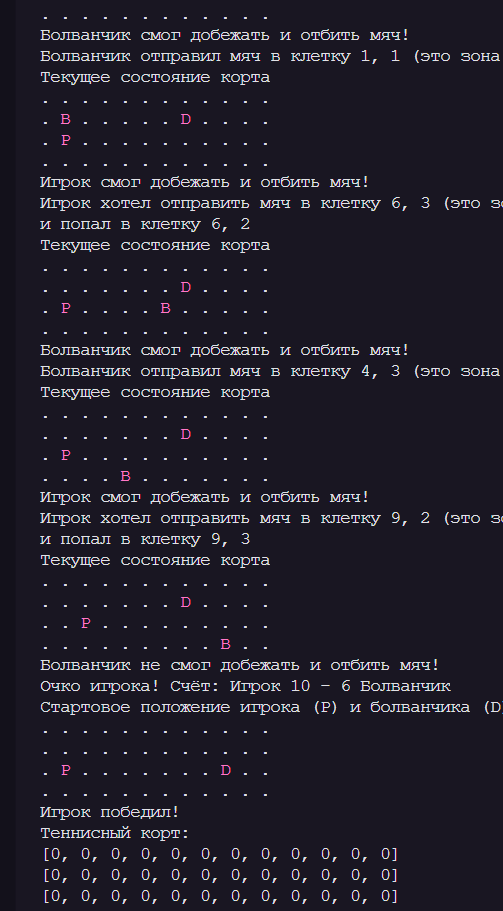 . . . . . . . . . . . .
Болванчик смог добежать и отбить мяч!
Болванчик отправил мяч в клетку 1, 1 (это зона
Текущее состояние корта
. . . . . . . . . . . .
. B . . . . . D . . . .
. P . . . . . . . . . .
. . . . . . . . . . . .
Игрок смог добежать и отбить мяч!
Игрок хотел отправить мяч в клетку 6, 3 (это зо
и попал в клетку 6, 2
Текущее состояние корта
. . . . . . . . . . . .
. . . . . . . D . . . .
. P . . . . B . . . . .
. . . . . . . . . . . .
Болванчик смог добежать и отбить мяч!
Болванчик отправил мяч в клетку 4, 3 (это зона
Текущее состояние корта
. . . . . . . . . . . .
. . . . . . . D . . . .
. P . . . . . . . . . .
. . . . B . . . . . . .
Игрок смог добежать и отбить мяч!
Игрок хотел отправить мяч в клетку 9, 2 (это зо
и попал в клетку 9, 3
Текущее состояние корта
. . . . . . . . . . . .
. . . . . . . D . . . .
. . P . . . . . . . . .
. . . . . . . . . B . .
Болванчик не смог добежать и отбить мяч!
Очко игрока! Счёт: Игрок 10 – 6 Болванчик
Стартовое положение игрока (P) и болванчика (D)
. . . . . . . . . . . .
. . . . . . . . . . . .
. P . . . . . . . D . .
. . . . . . . . . . . .
Игрок победил!
Теннисный корт:
[0, 0, 0, 0, 0, 0, 0, 0, 0, 0, 0, 0]
[0, 0, 0, 0, 0, 0, 0, 0, 0, 0, 0, 0]
[0, 0, 0, 0, 0, 0, 0, 0, 0, 0, 0, 0]